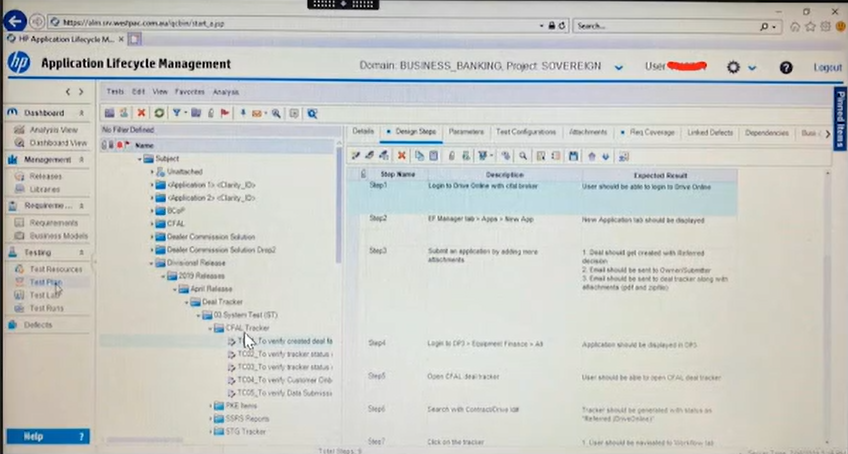 https://alm.srv.westpac.com.au/qcbin/start_a.jsp
Search...
HP Application Lifecycle M...
hp Application Lifecycle Management
Domain: BUSINESS_BANKING, Project: SOVEREIGN
User
Logout
Pinned Items
Dashboard
Analysis View
Dashboard View
Management
Releases
Libraries
Requireme...
Requirements
Business Models
Testing
Test Resources
Test Plan
Test Lab
Test Runs
Defects
Help ?
Tests Edit View Favorites Analysis
No Filter Defined
Name
Subject
Unattached
<Application 1> <Clarity_ID>
<Application 2> <Clarity_ID>
BCoP
CFAL
Dealer Commission Solution
Dealer Commission Solution Drop2
Divisional Release
2019 Releases
April Release
Deal Tracker
03.System Test (ST)
CFAL Tracker
_To verify created deal
TC02_To verify tracker status
TC03_To verify tracker status
TC04_To verify Customer
TC05_To verify Data
PKE Items
SSRS Reports
STG Tracker
Details Design Steps Parameters Test Configurations Attachments Req Coverage Linked Defects Dependencies
Step Name Description Expected Result
Step1 Login to Drive Online with cfal broker User should be able to login to Drive Online
Step2 EF Manager tab > Apps > New App New Application tab should be displayed
Step3 Submit an application by adding more 1. Deal should get created with Referred
attachments decision
2. Email should be sent to Owner/Submitter
3. Email should be sent to deal tracker along with
attachments (pdf and zipfile)
Step4 Login to DPS > Equipment Finance > All Application should be displayed in DPS
Step5 Open CFAL deal tracker User should be able to open CFAL deal tracker
Step6 Search with Contract/Drive id# Tracker should be generated with status as
"Referred (DriveOnline)"
Step7 Click on the tracker 1. User should be navigated to Workflow tab
Total Steps: 9